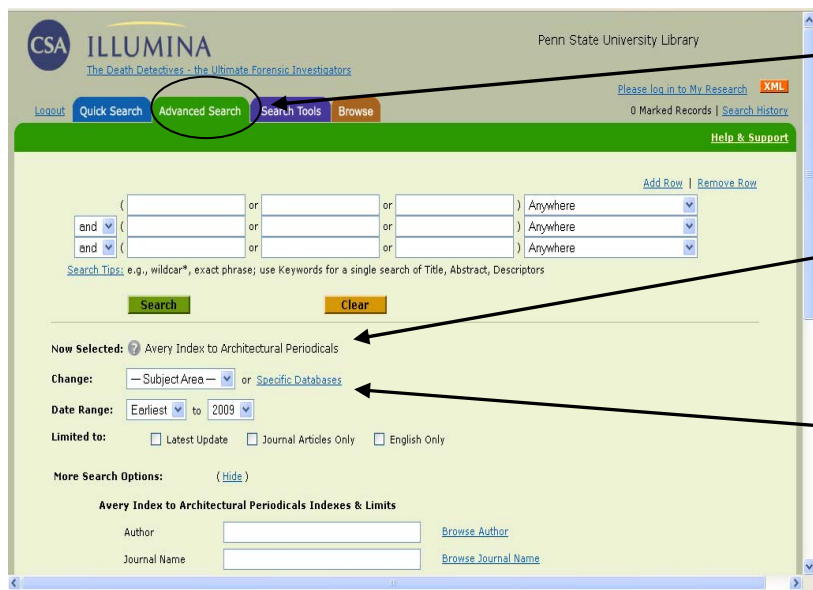 CSA ILLUMINA Penn State University Library
The Death Detectives - the Ultimate Forensic Investigators
Please log in to My Research XML
Logout Quick Search Advanced Search Search Tools Browse 0 Marked Records | Search History
Help & Support
Add Row | Remove Row
( or or ) Anywhere
and ( or or ) Anywhere
and ( or or ) Anywhere
Search Tips: e.g., wildcar*, exact phrase; use Keywords for a single search of Title, Abstract, Descriptors
Search Clear
Now Selected: ? Avery Index to Architectural Periodicals
Change: — Subject Area — or Specific Databases
Date Range: Earliest to 2009
Limited to: Latest Update Journal Articles Only English Only
More Search Options: ( Hide )
Avery Index to Architectural Periodicals Indexes & Limits
Author Browse Author
Journal Name Browse Journal Name